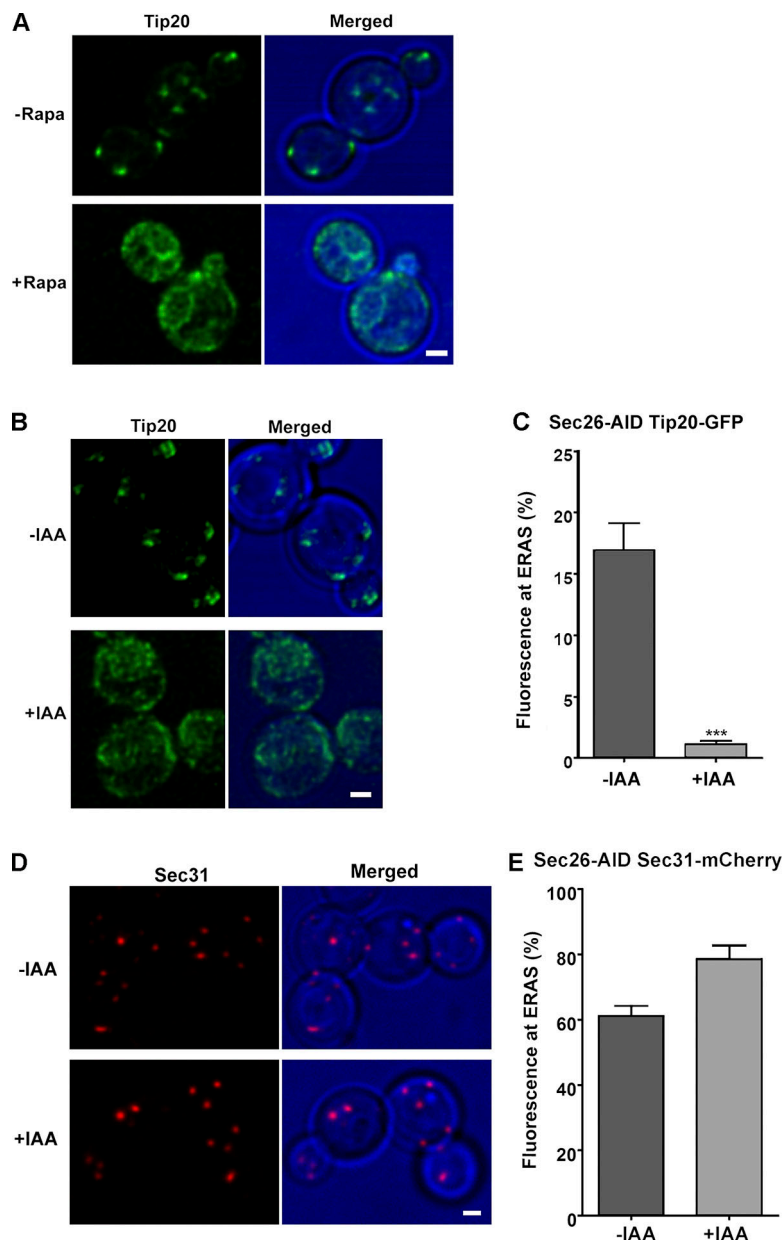 A
Tip20 Merged
-Rapa
+Rapa
B
Tip20 Merged
-IAA
+IAA
C Sec26-AID Tip20-GFP
Fluorescence at ERAS (%)
25
20
15
10
5
0
***
-IAA +IAA
D
Sec31 Merged
-IAA
+IAA
E Sec26-AID Sec31-mCherry
Fluorescence at ERAS (%)
100
80
60
40
20
0
-IAA +IAA